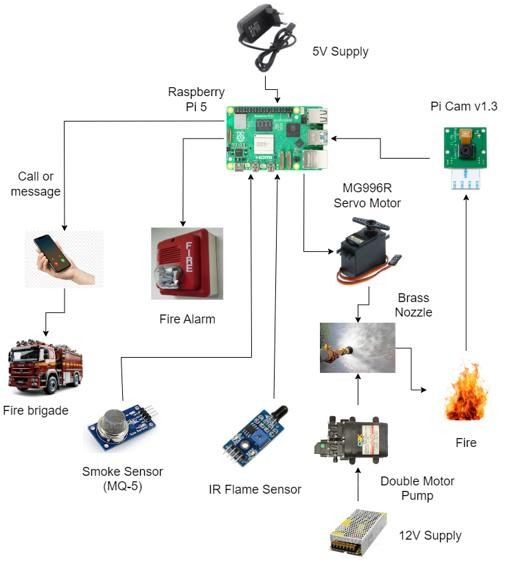 5V Supply
Raspberry
Pi 5
Pi Cam v1.3
Call or
message
MG996R
Servo Motor
FIRE
Fire Alarm
Brass
Nozzle
Fire brigade
Fire
Smoke Sensor
(MQ-5)
IR Flame Sensor
Double Motor
Pump
12V Supply